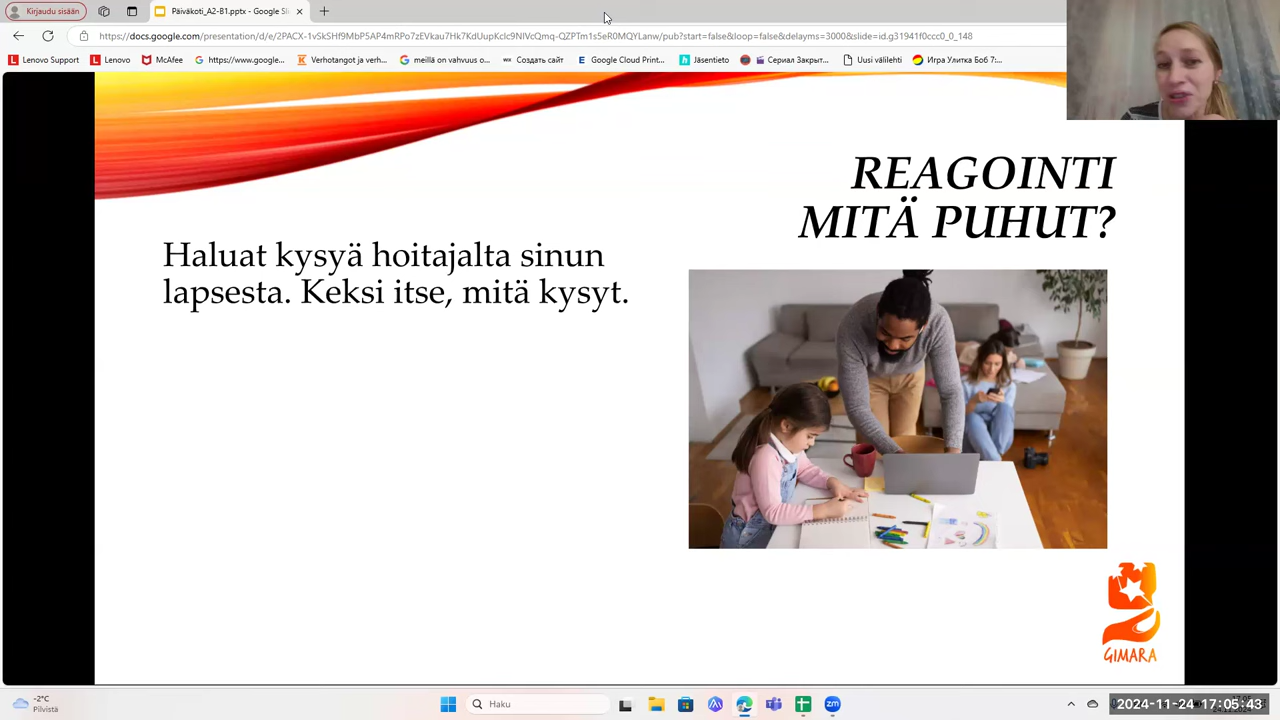 Kirjaudu sisään
Päiväkoti_A2-B1.pptx - Google Sli
https://docs.google.com/presentation/d/e/2PACX-1vSkSHf9MbP5AP4mRPo7zEVkau7Hk7KdUupKclc9NIVcQmq-QZPTm1s5eR0MQYLanw/pub?start=false&loop=false&delayms=3000&slide=id.g31941f0ccc0_0_148
Lenovo Support
Lenovo
McAfee
https://www.google...
Verhotangot ja verh...
meillä on vahvuus o...
Создать сайт
Google Cloud Print...
Jäsentieto
Сериал Закрыт...
Uusi välilehti
Игра Улитка Боб 7:...
REAGOINTI
MITÄ PUHUT?
Haluat kysyä hoitajalta sinun
lapsesta. Keksi itse, mitä kysyt.
GIMARA
-2°C
Pilvistä
Haku
2024-11-24 17:05:43